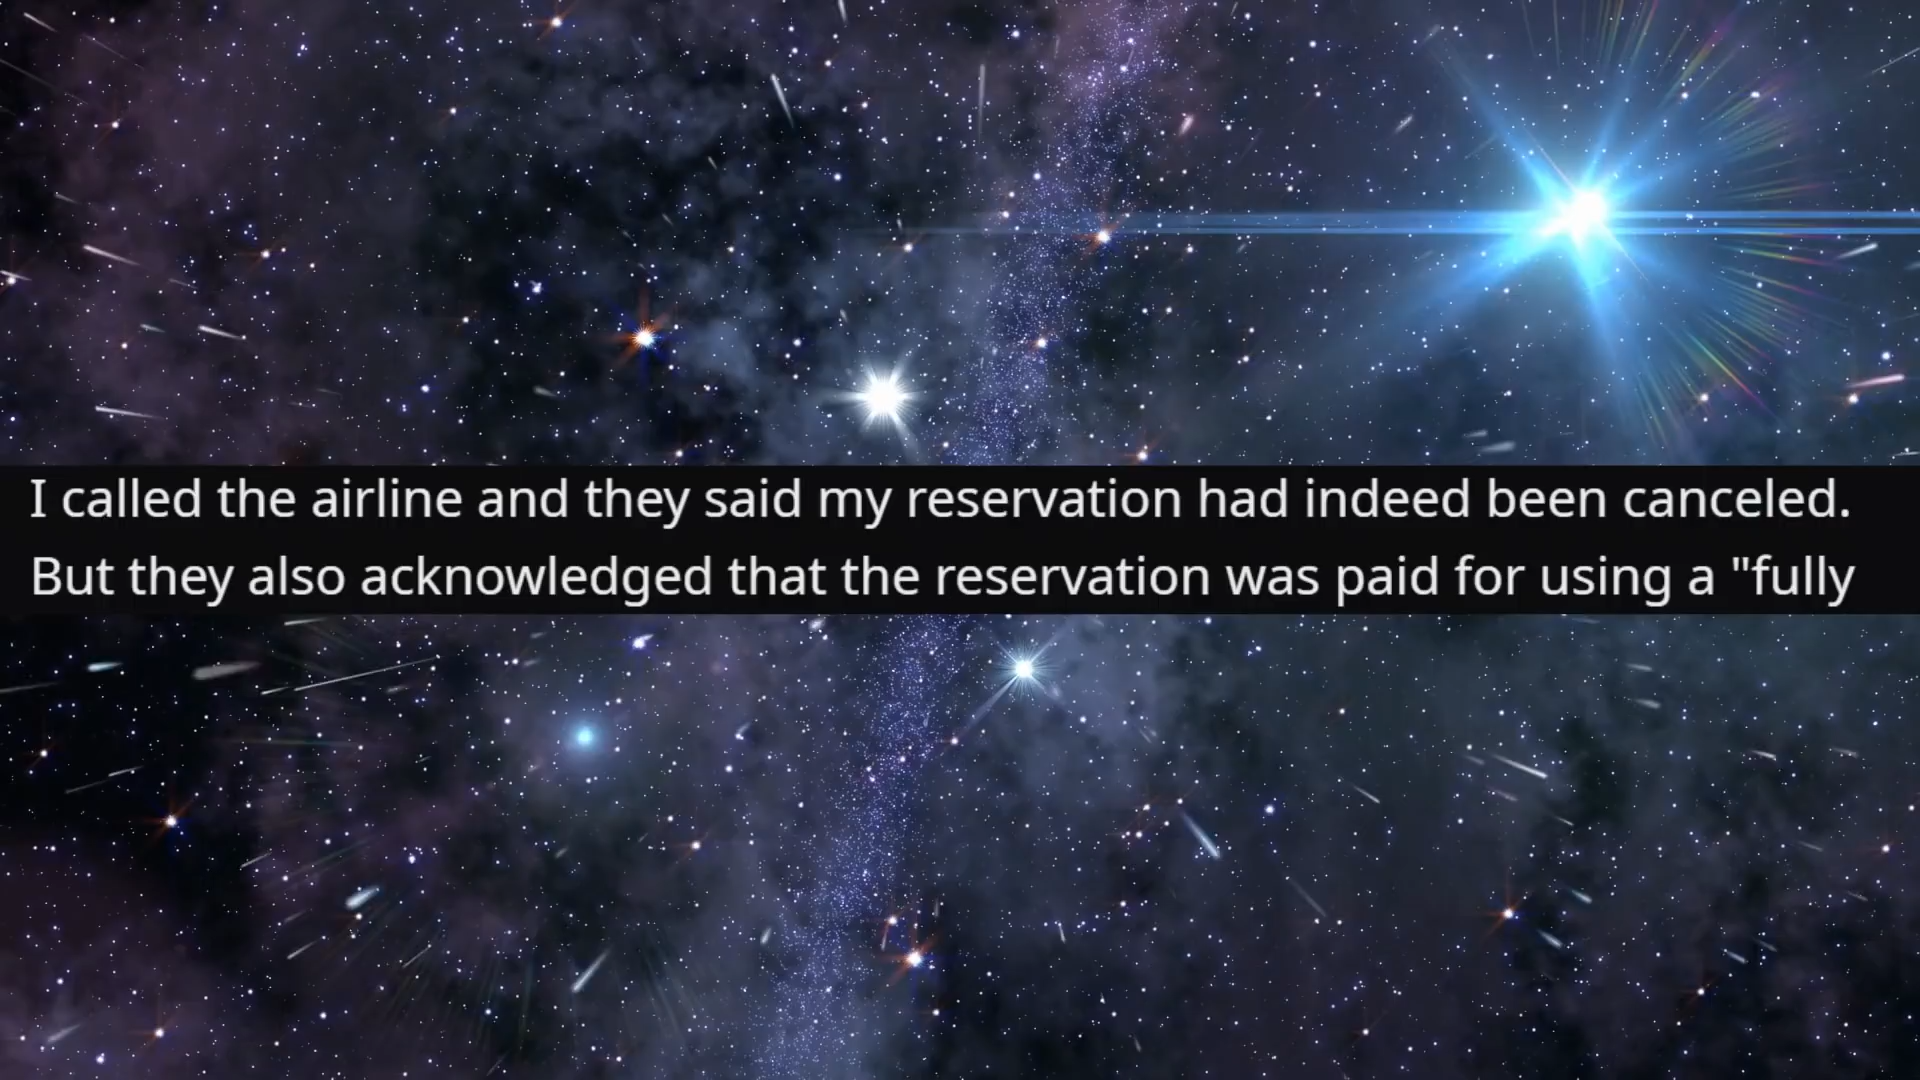 I called the airline and they said my reservation had indeed been canceled.
But they also acknowledged that the reservation was paid for using a "fully